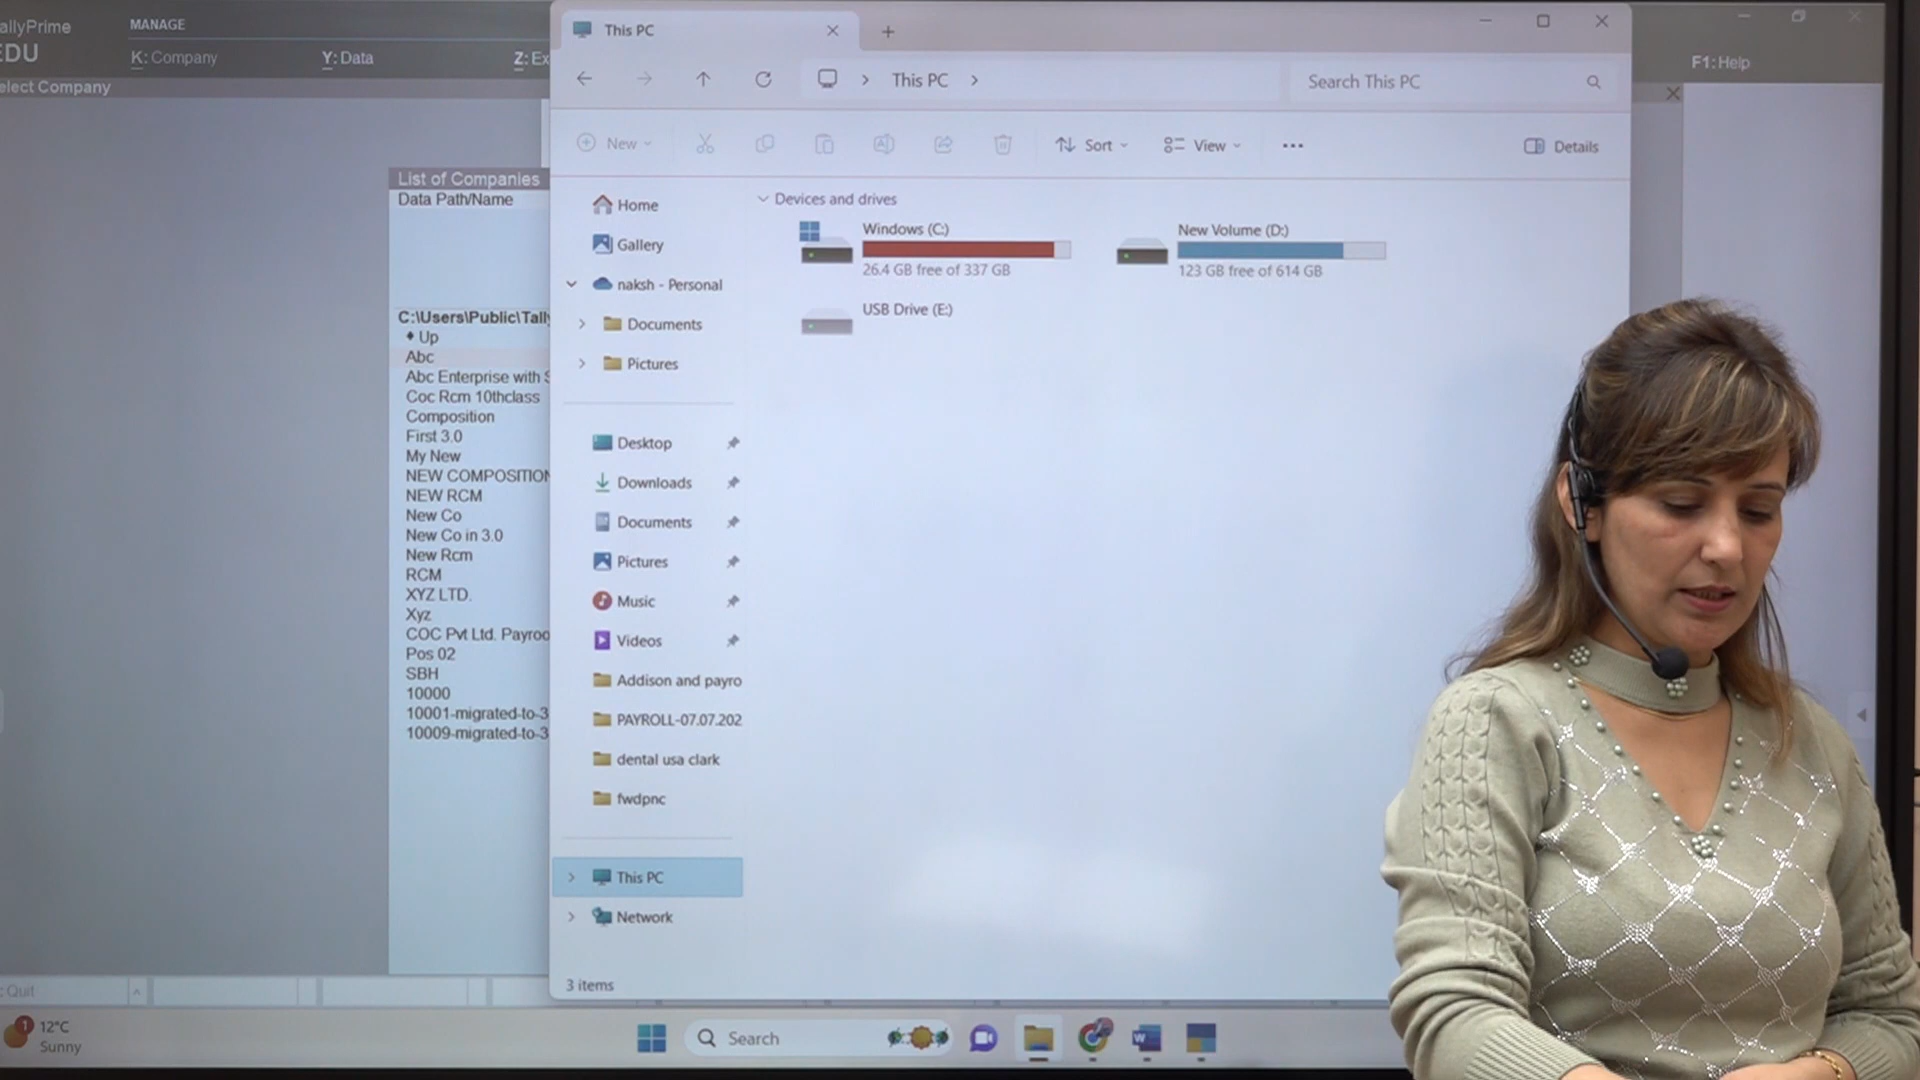 allyPrime
EDU
MANAGE
K: Company
Y: Data
Z: Ex
F1: Help
elect Company
This PC
This PC
Search This PC
New
Sort
View
Details
List of Companies
Data Path/Name
C:\Users\Public\Tally
Up
Abc
Abc Enterprise with S
Coc Rcm 10thclass
Composition
First 3.0
My New
NEW COMPOSITION
NEW RCM
New Co
New Co in 3.0
New Rcm
RCM
XYZ LTD.
Xyz
COC Pvt Ltd. Payroo
Pos 02
SBH
10000
10001-migrated-to-3
10009-migrated-to-3
Home
Gallery
naksh - Personal
Documents
Pictures
Desktop
Downloads
Documents
Pictures
Music
Videos
Addison and payro
PAYROLL-07.07.202
dental usa clark
fwdpnc
This PC
Network
3 items
Devices and drives
Windows (C:)
26.4 GB free of 337 GB
New Volume (D:)
123 GB free of 614 GB
USB Drive (E:)
: Quit
1
12°C
Sunny
Search
W